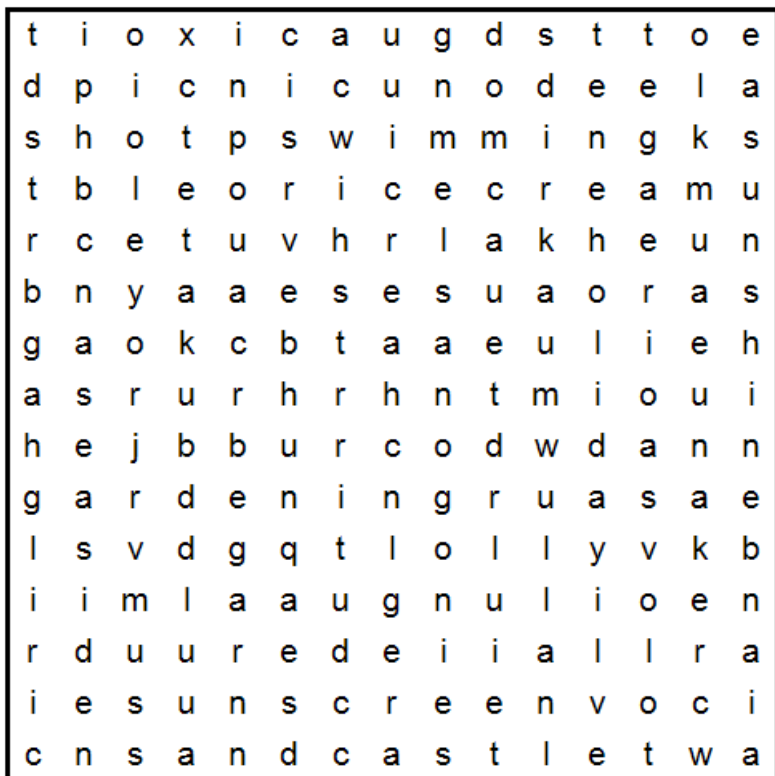 t i o x i c a u g d s t t o e
d p i c n i c u n o d e e l a
s h o t p s w i m m i n g k s
t b l e o r i c e c r e a m u
r c e t u v h r l a k h e u n
b n y a a e s e s u a o r a s
g a o k c b t a a e u l i e h
a s r u r h r h n t m i o u i
h e j b b u r c o d w d a n n
g a r d e n i n g r u a s a e
l s v d g q t l o l l y v k b
i i m l a a u g n u l i o e n
r d u u r e d e i i a l l r a
i e s u n s c r e e n v o c i
c n s a n d c a s t l e t w a